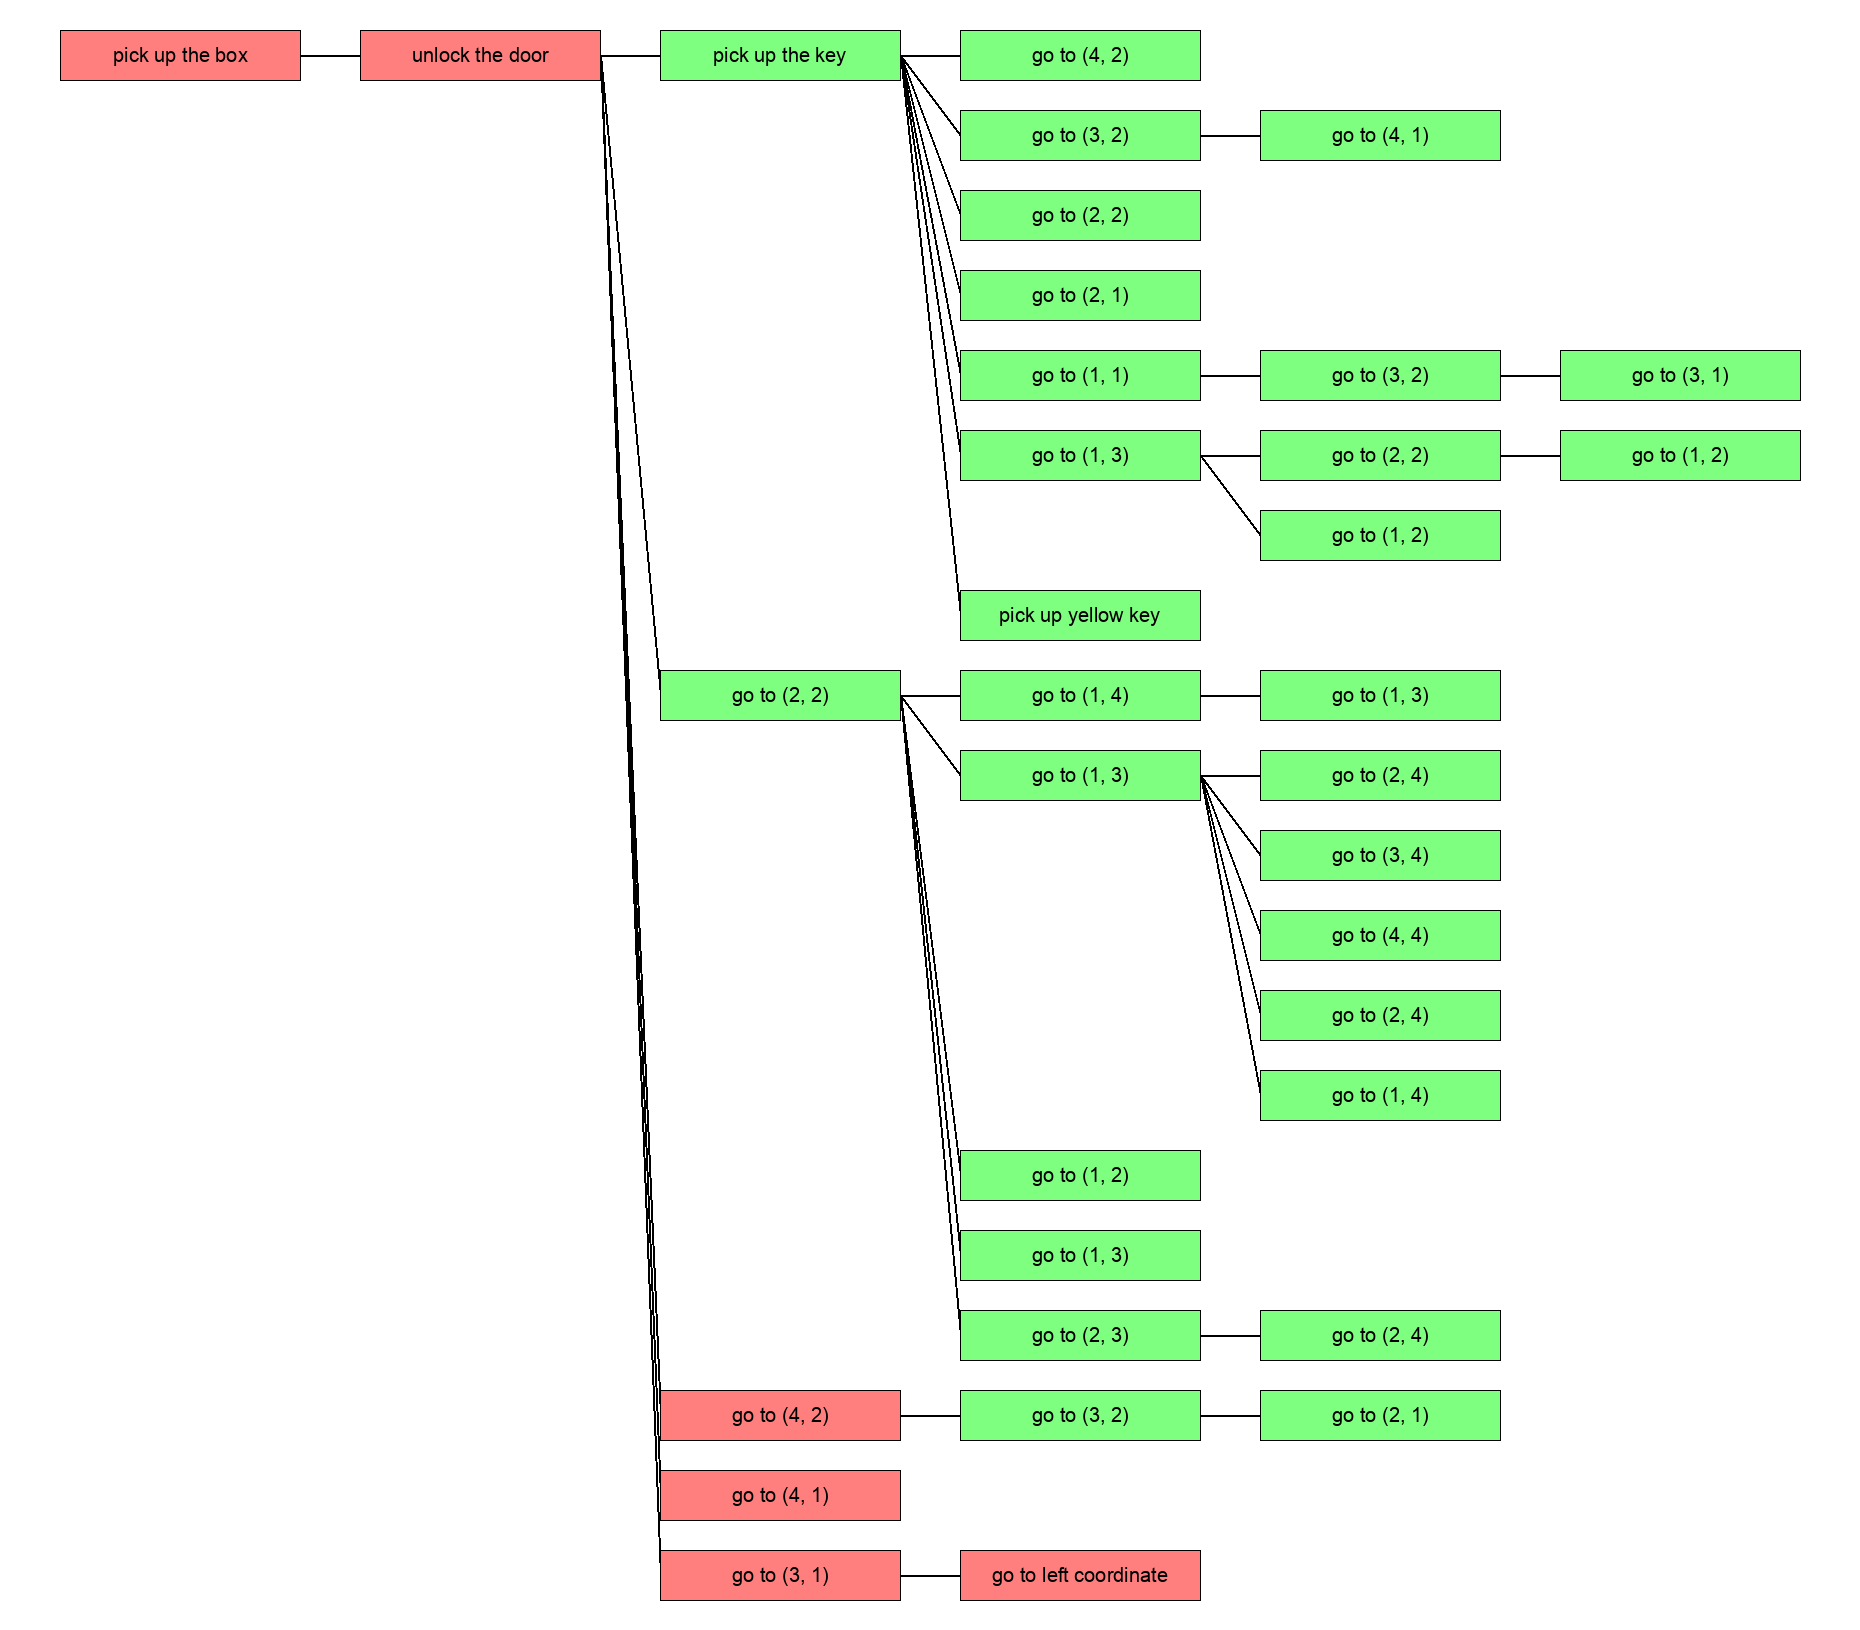 pick up the box
unlock the door
pick up the key
go to (4, 2)
go to (3, 2)
go to (4, 1)
go to (2, 2)
go to (2, 1)
go to (1, 1)
go to (3, 2)
go to (3, 1)
go to (1, 3)
go to (2, 2)
go to (1, 2)
go to (1, 2)
pick up yellow key
go to (2, 2)
go to (1, 4)
go to (1, 3)
go to (1, 3)
go to (2, 4)
go to (3, 4)
go to (4, 4)
go to (2, 4)
go to (1, 4)
go to (1, 2)
go to (1, 3)
go to (2, 3)
go to (2, 4)
go to (4, 2)
go to (3, 2)
go to (2, 1)
go to (4, 1)
go to (3, 1)
go to left coordinate